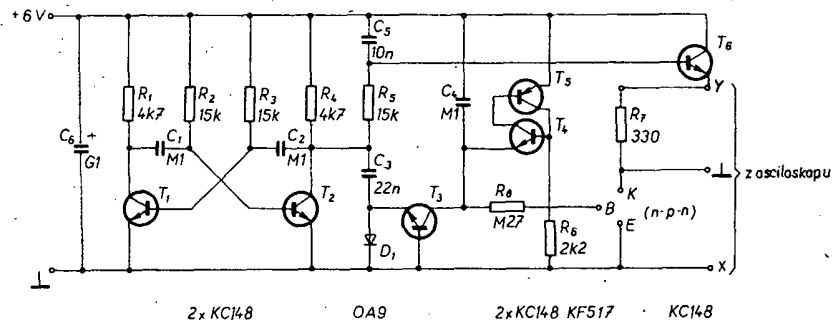 +6V
C5
10n
T6
Y
R1
4k7
R2
15k
R3
15k
R4
4k7
R5
15k
C4
M1
T5
T4
R7
330
C6
+
G1
C1
M1
C2
M1
C3
22n
T1
T2
T3
R8
M27
B
K
E
(n-p-n)
R6
2k2
z osciloskopu
D1
X
2x KC148 OA9 2x KC148 KF517 KC148